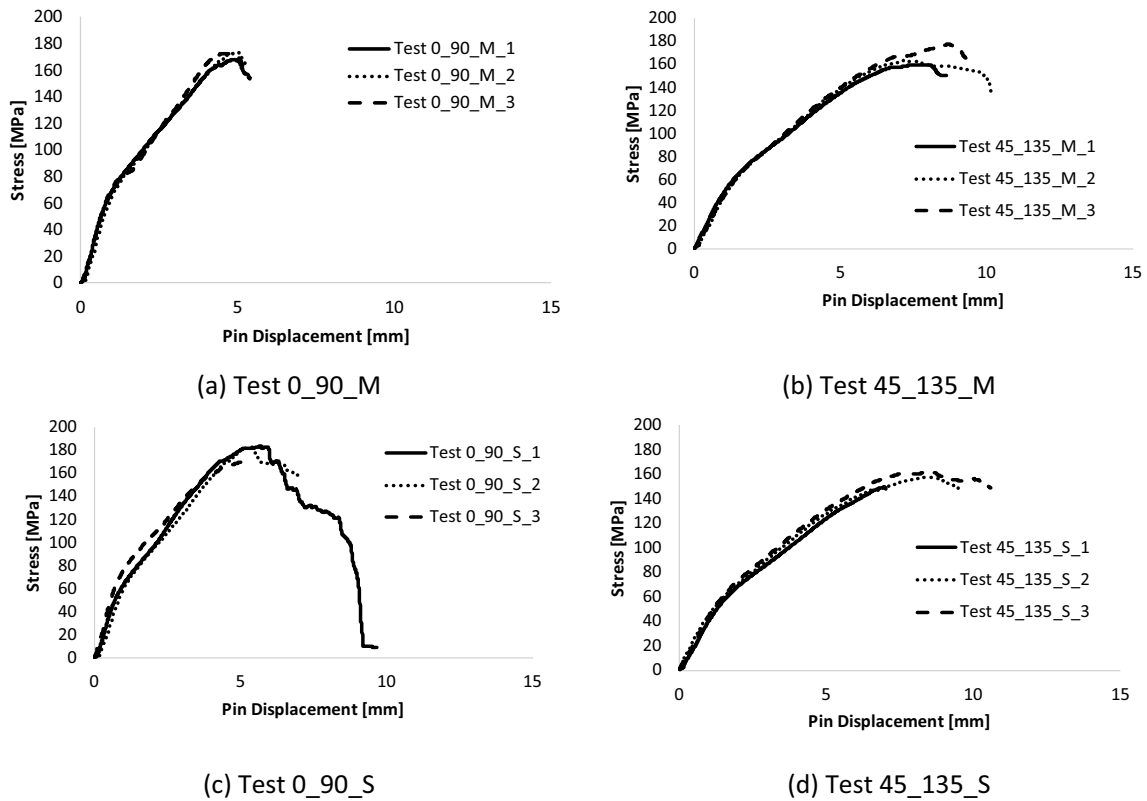 200
180
160
140
120
100
80
60
40
20
0
Stress [MPa]
0 5 10 15
Pin Displacement [mm]
Test 0_90_M_1
Test 0_90_M_2
Test 0_90_M_3
(a) Test 0_90_M
200
180
160
140
120
100
80
60
40
20
0
Stress [MPa]
0 5 10 15
Pin Displacement [mm]
Test 45_135_M_1
Test 45_135_M_2
Test 45_135_M_3
(b) Test 45_135_M
200
180
160
140
120
100
80
60
40
20
0
Stress [MPa]
0 5 10 15
Pin Displacement [mm]
Test 0_90_S_1
Test 0_90_S_2
Test 0_90_S_3
(c) Test 0_90_S
200
180
160
140
120
100
80
60
40
20
0
Stress [MPa]
0 5 10 15
Pin Displacement [mm]
Test 45_135_S_1
Test 45_135_S_2
Test 45_135_S_3
(d) Test 45_135_S